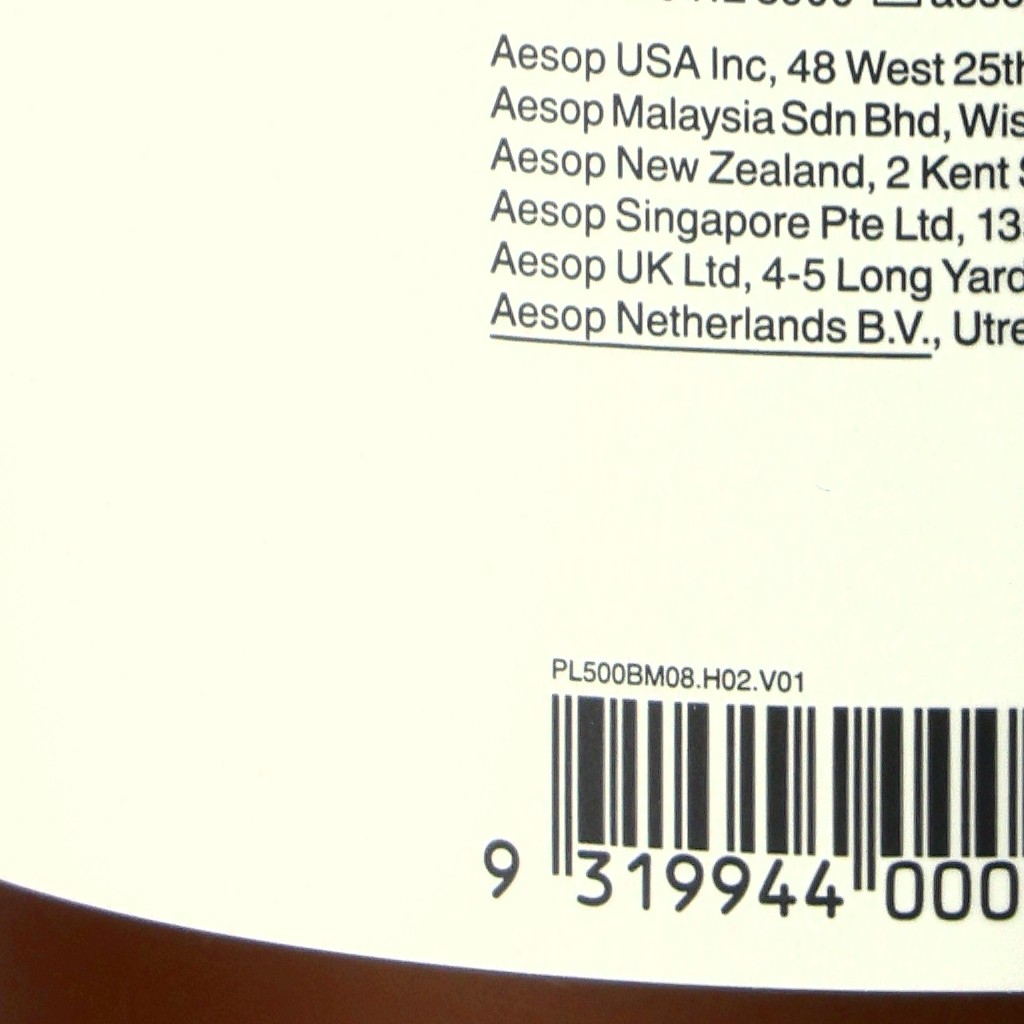 Aesop USA Inc, 48 West 25th
Aesop Malaysia Sdn Bhd,
Aesop New Zealand, 2 Kent
Aesop Singapore Pte Ltd,
Aesop UK Ltd, 4-5 Long Yard
Aesop Netherlands B.V.,
PL500BM08.H02.V01
9 319944 000